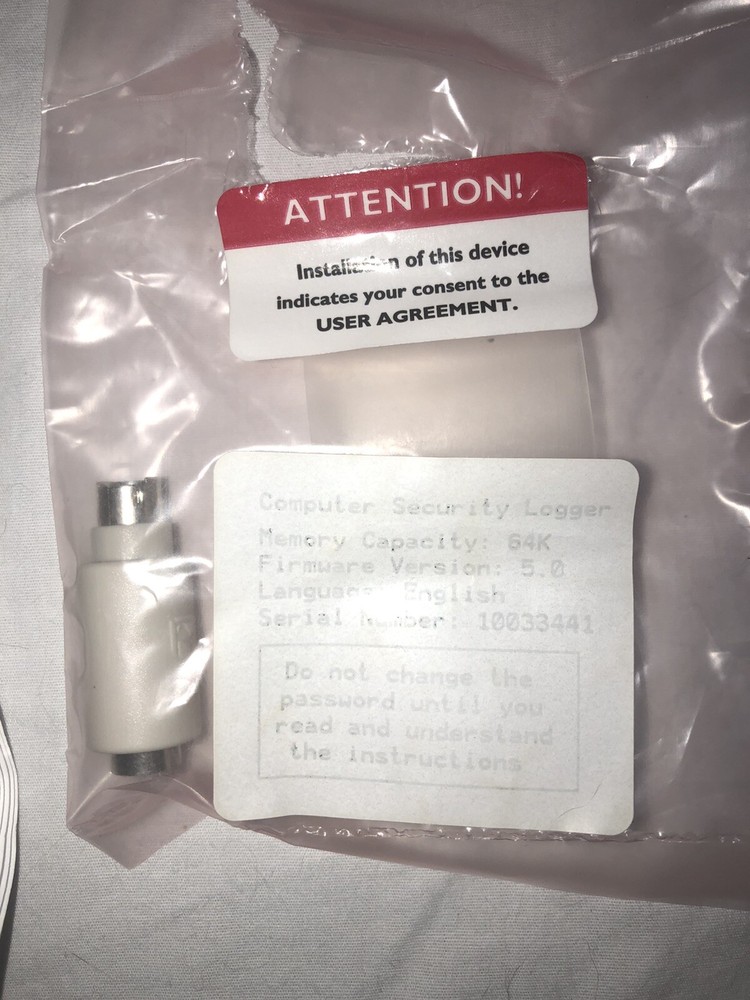 ATTENTION!
Installation of this device
indicates your consent to the
USER AGREEMENT.
Computer Security Logger
Memory Capacity: 64K
Firmware Version: 5.0
Language: English
Serial Number: 10033441
Do not change the
password until you
read and understand
the instructions